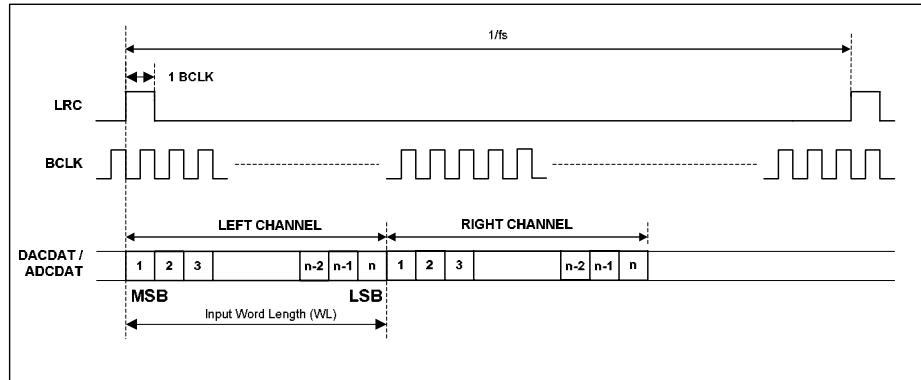 1/fs
1 BCLK
LRC
BCLK
LEFT CHANNEL
RIGHT CHANNEL
DACDAT /
ADCDAT
1 2 3 n-2 n-1 n 1 2 3 n-2 n-1 n
MSB LSB
Input Word Length (WL)